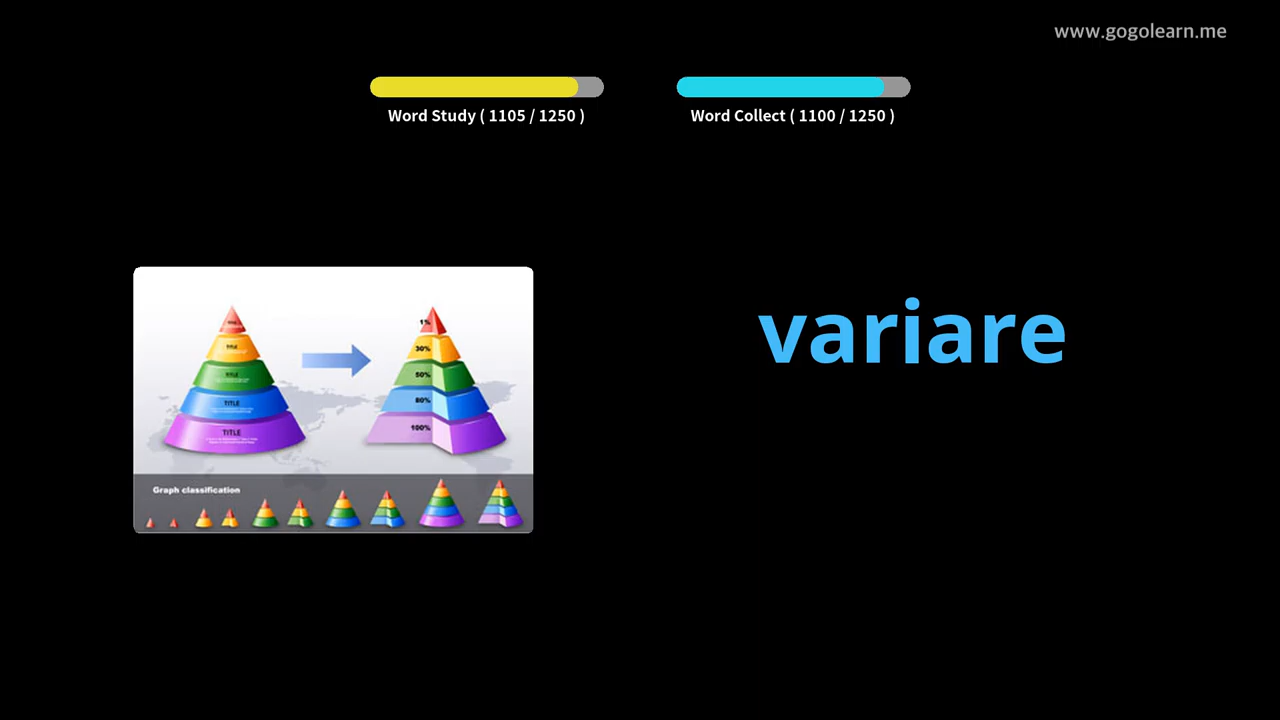 www.gogolearn.me
Word Study ( 1105 / 1250 )
Word Collect ( 1100 / 1250 )
variare
1%
30%
TITLE
50%
TITLE
80%
TITLE
100%
TITLE
Graph classification